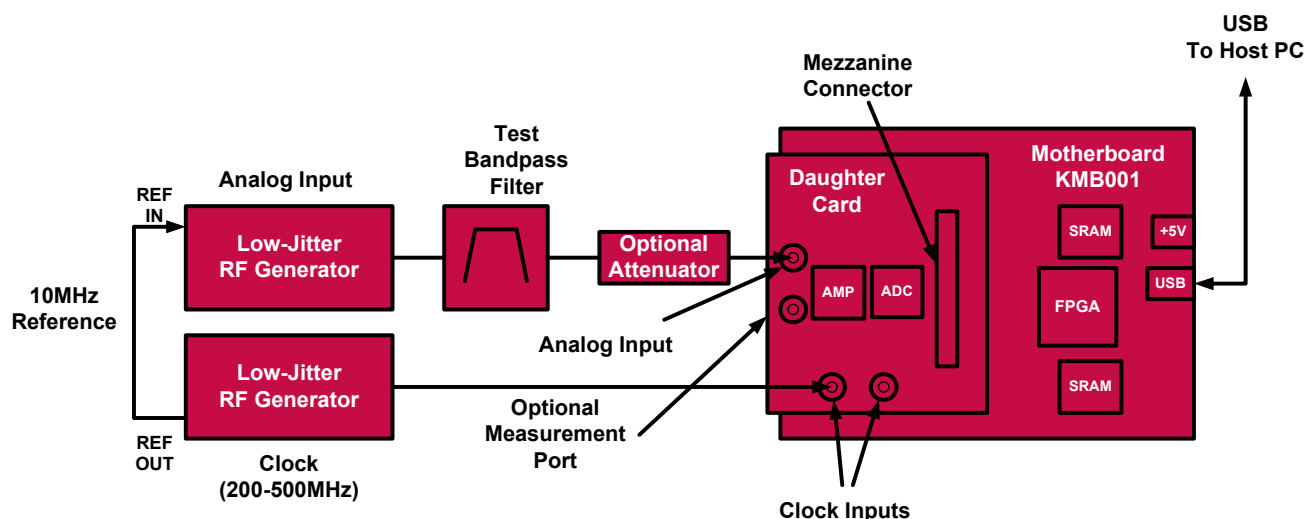 USB
To Host PC
Mezzanine
Connector
Test
Bandpass
Filter
Motherboard
KMB001
Daughter
Card
Analog Input
REF
IN
Low-Jitter
RF Generator
Optional
Attenuator
SRAM
+5V
USB
AMP
ADC
FPGA
10MHz
Reference
Analog Input
Low-Jitter
RF Generator
SRAM
Optional
Measurement
Port
REF
OUT
Clock
(200-500MHz)
Clock Inputs